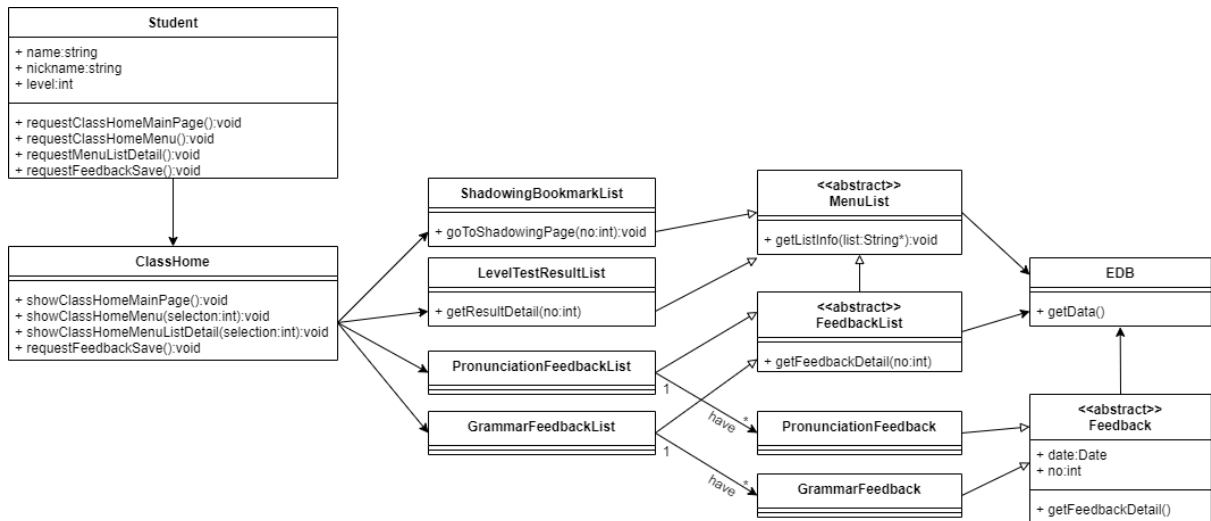 Student
+ name:string
+ nickname:string
+ level:int
+ requestClassHomeMainPage():void
+ requestClassHomeMenu():void
+ requestMenuListDetail():void
+ requestFeedbackSave():void
ClassHome
+ showClassHomeMainPage():void
+ showClassHomeMenu(selecton:int):void
+ showClassHomeMenuListDetail(selection:int):void
+ requestFeedbackSave():void
ShadowingBookmarkList
+ goToShadowingPage(no:int):void
LevelTestResultList
+ getResultDetail(no:int)
PronunciationFeedbackList
GrammarFeedbackList
1
have
*
1
have
*
<<abstract>>
MenuList
+ getListInfo(list:String*):void
<<abstract>>
FeedbackList
+ getFeedbackDetail(no:int)
PronunciationFeedback
GrammarFeedback
EDB
+ getData()
<<abstract>>
Feedback
+ date:Date
+ no:int
+ getFeedbackDetail()